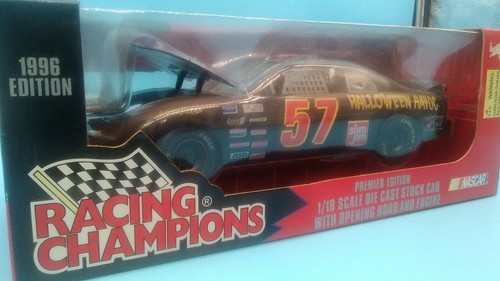 1996
EDITION
57
HALLOWEEN HAVOC
RACING
CHAMPIONS®
PREMIER EDITION
1/18 SCALE DIE CAST STOCK CAR
WITH OPENING HOOD AND ENGINE
NASCAR